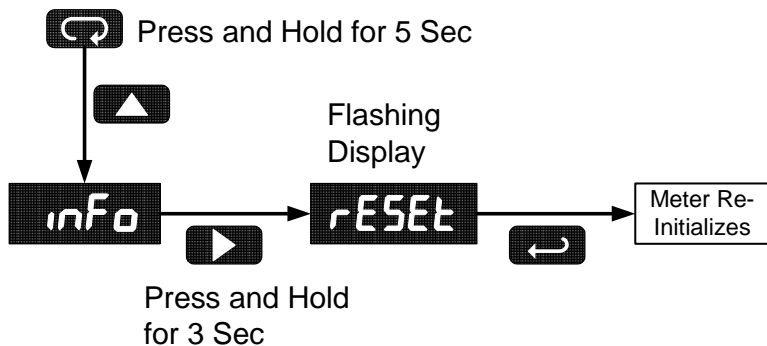 Press and Hold for 5 Sec
Flashing
Display
inFo
rESEt
Meter Re-
Initializes
Press and Hold
for 3 Sec